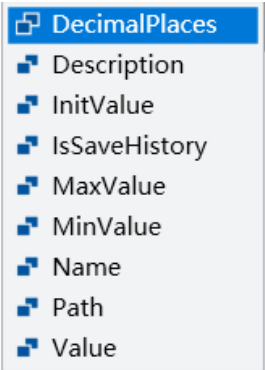 DecimalPlaces
Description
InitValue
IsSaveHistory
MaxValue
MinValue
Name
Path
Value